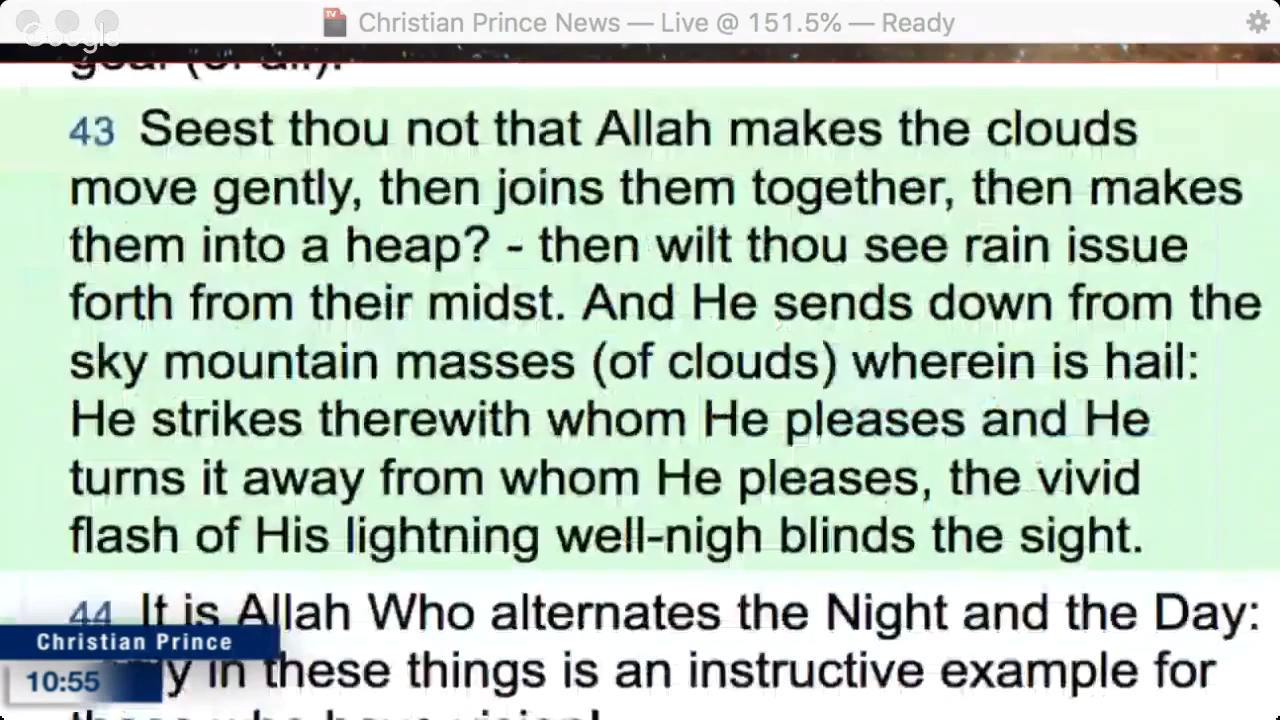 Christian Prince News — Live @ 151.5% — Ready
Google
goal (of all).
43 Seest thou not that Allah makes the clouds
move gently, then joins them together, then makes
them into a heap? - then wilt thou see rain issue
forth from their midst. And He sends down from the
sky mountain masses (of clouds) wherein is hail:
He strikes therewith whom He pleases and He
turns it away from whom He pleases, the vivid
flash of His lightning well-nigh blinds the sight.
44 It is Allah Who alternates the Night and the Day:
in these things is an instructive example for
Christian Prince
10:55